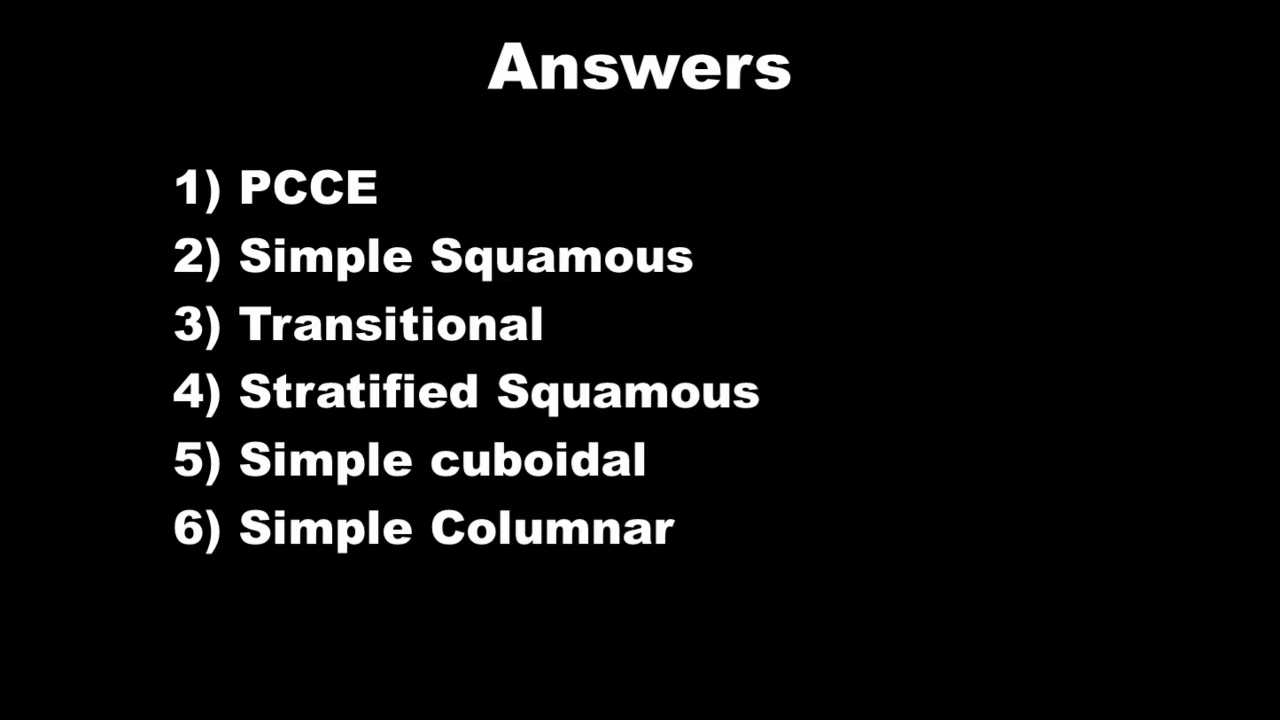 Answers
1) PCCE
2) Simple Squamous
3) Transitional
4) Stratified Squamous
5) Simple cuboidal
6) Simple Columnar